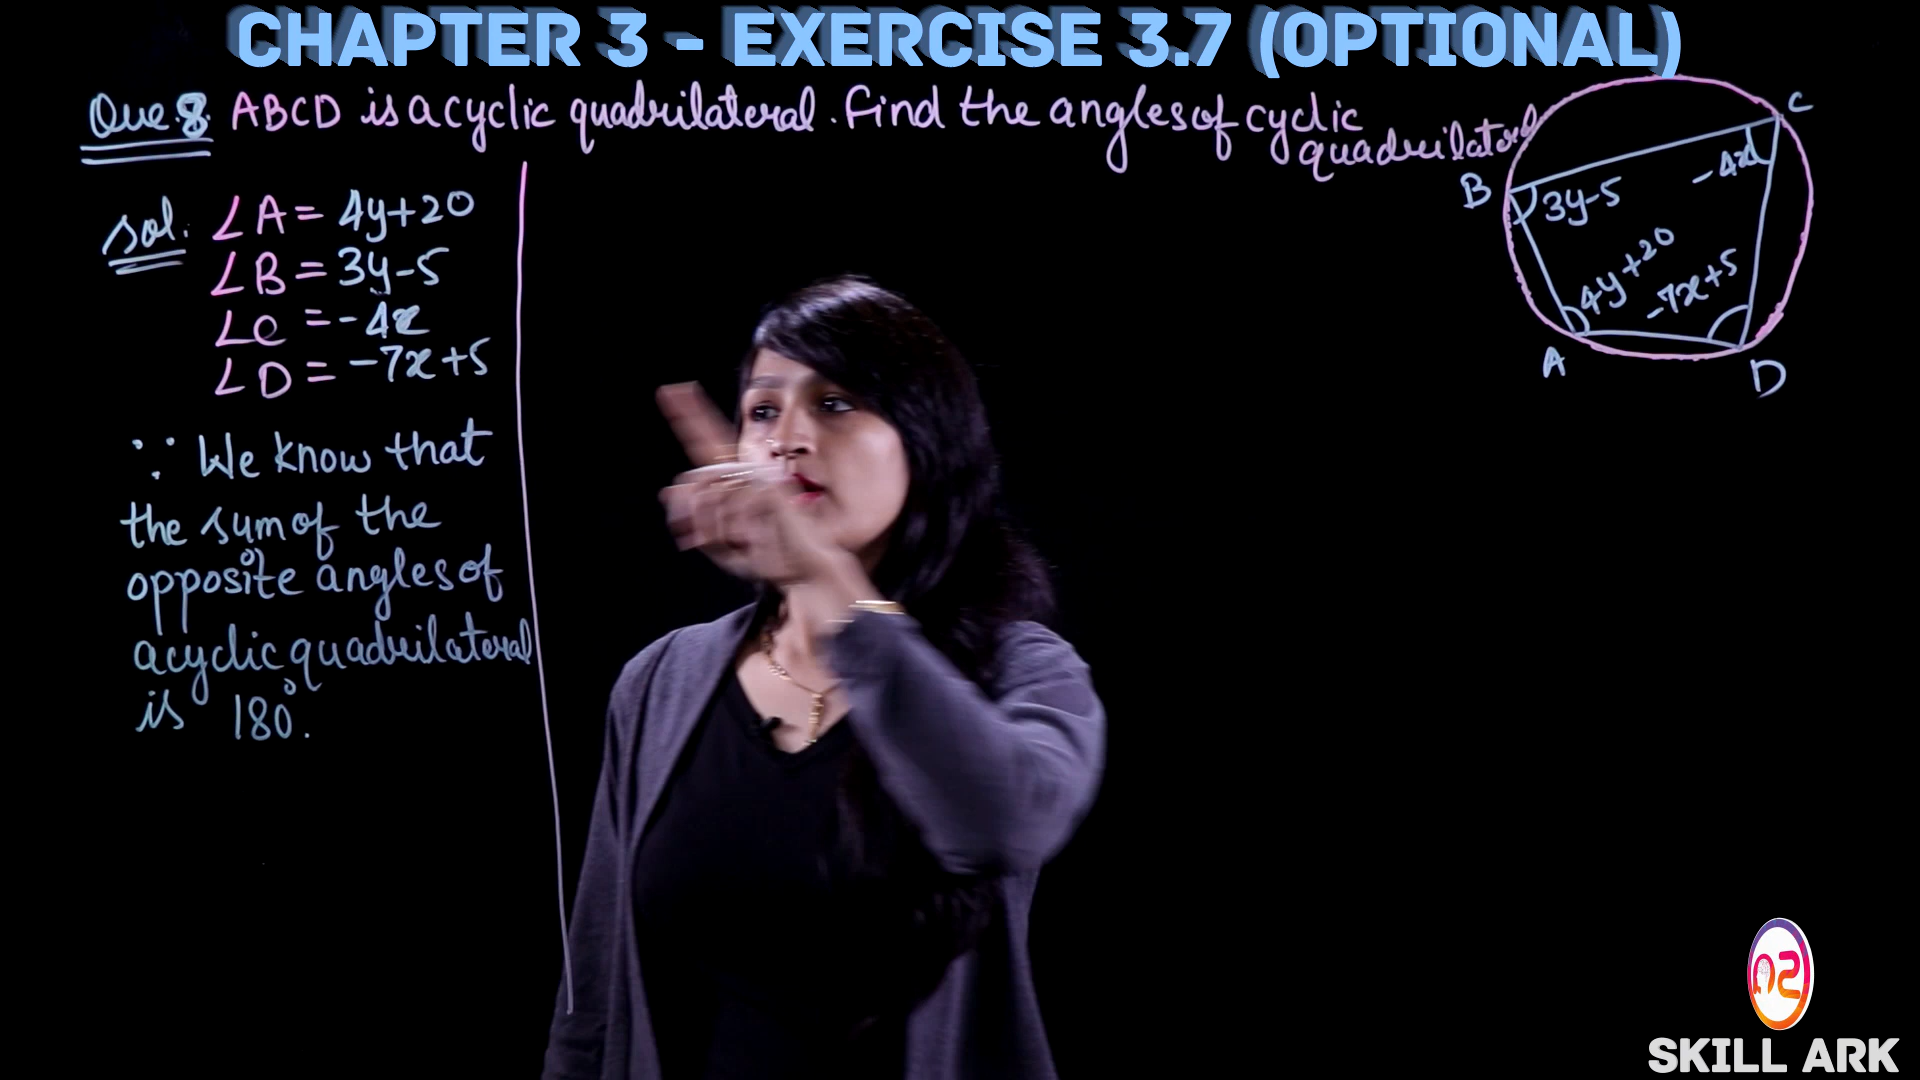 CHAPTER 3 - EXERCISE 3.7 (OPTIONAL)
Que.8. ABCD is a cyclic quadrilateral. Find the angles of cyclic
quadrilateral
sol. ∠A = 4y+20
∠B = 3y-5
∠C = -4x
∠D = -7x+5
∵ We know that
the sum of the
opposite angles of
a cyclic quadrilateral
is 180°.
C
-4x
B
3y-5
4y+20
-7x+5
A
D
SKILL ARK